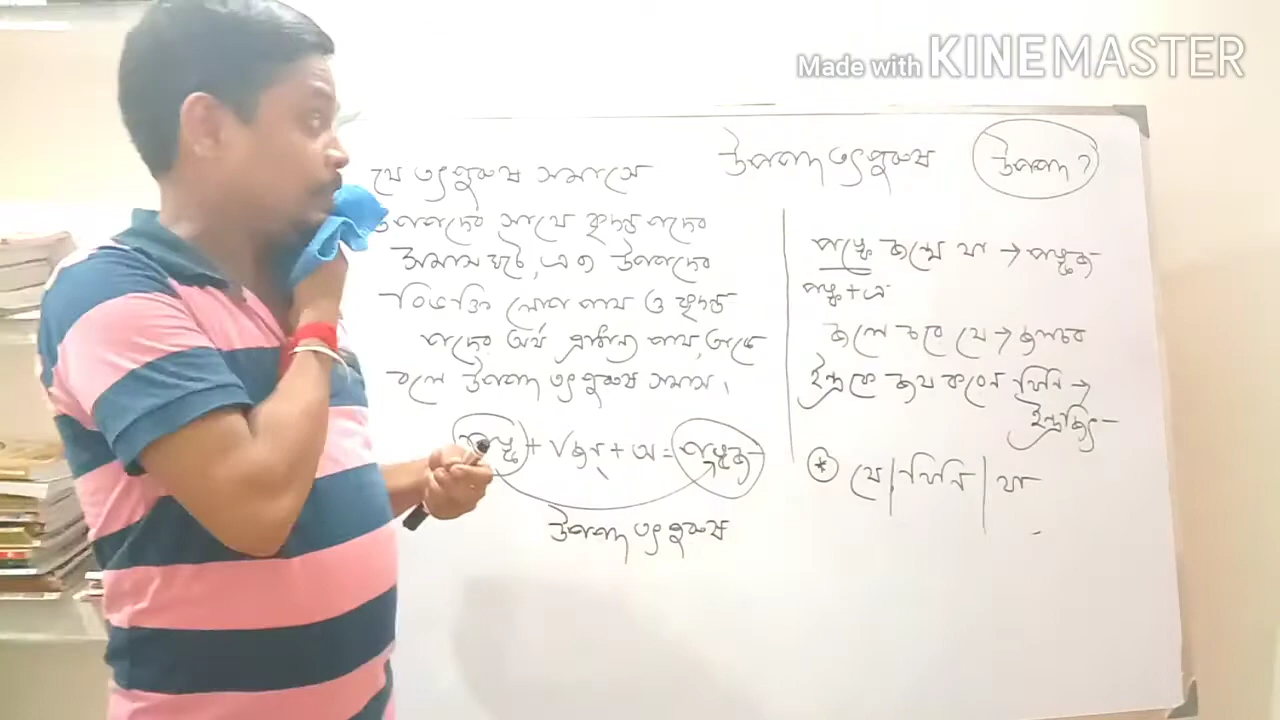 Made with KINEMASTER
উপপদ তৎপুরুষ
উপপদ?
যে তৎপুরুষ সমাসে
উপপদের সাথে কৃদন্ত পদের
সমাস ঘটে, এবং উপপদের
বিভক্তি লোপ পায় ও কৃদন্ত
পদের অর্থ প্রাধান্য পায়, তাকে
বলে উপপদ তৎপুরুষ সমাস।
পঙ্ক + √জন্ + অ = পঙ্কজ
উপপদ তৎপুরুষ
পঙ্কে জন্মে যা → পঙ্কজ
পঙ্ক + এ
জলে চরে যে → জলচর
ইন্দ্রকে জয় করেন যিনি →
ইন্দ্রজিৎ
* যে | যিনি | যা